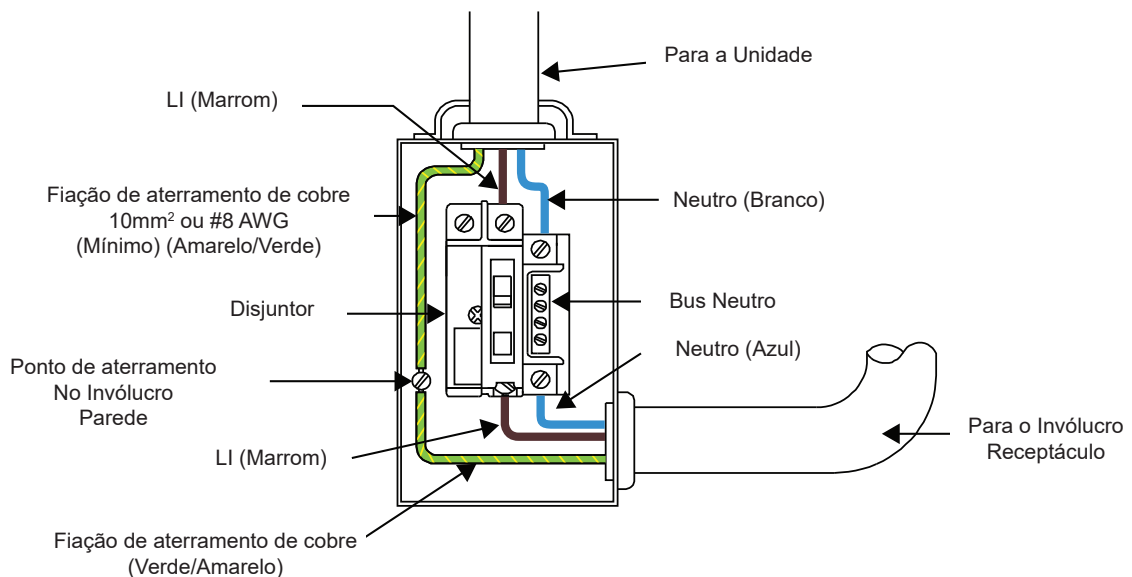 Para a Unidade
LI (Marrom)
Fiação de aterramento de cobre
10mm² ou #8 AWG
(Mínimo) (Amarelo/Verde)
Neutro (Branco)
Disjuntor
Bus Neutro
Neutro (Azul)
Ponto de aterramento
No Invólucro
Parede
Para o Invólucro
Receptáculo
LI (Marrom)
Fiação de aterramento de cobre
(Verde/Amarelo)